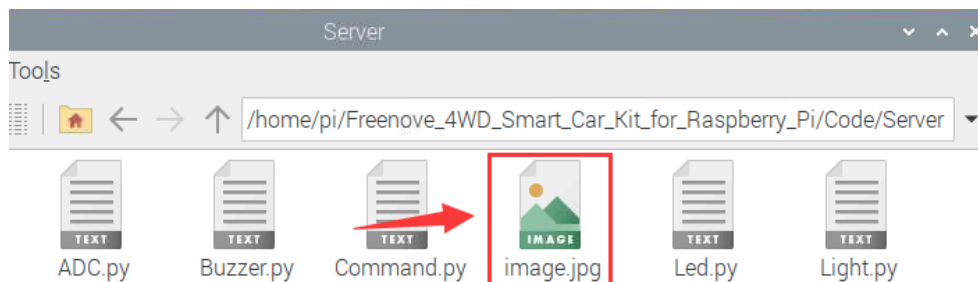 Server
Tools
/home/pi/Freenove_4WD_Smart_Car_Kit_for_Raspberry_Pi/Code/Server
TEXT TEXT TEXT IMAGE TEXT TEXT
ADC.py Buzzer.py Command.py image.jpg Led.py Light.py